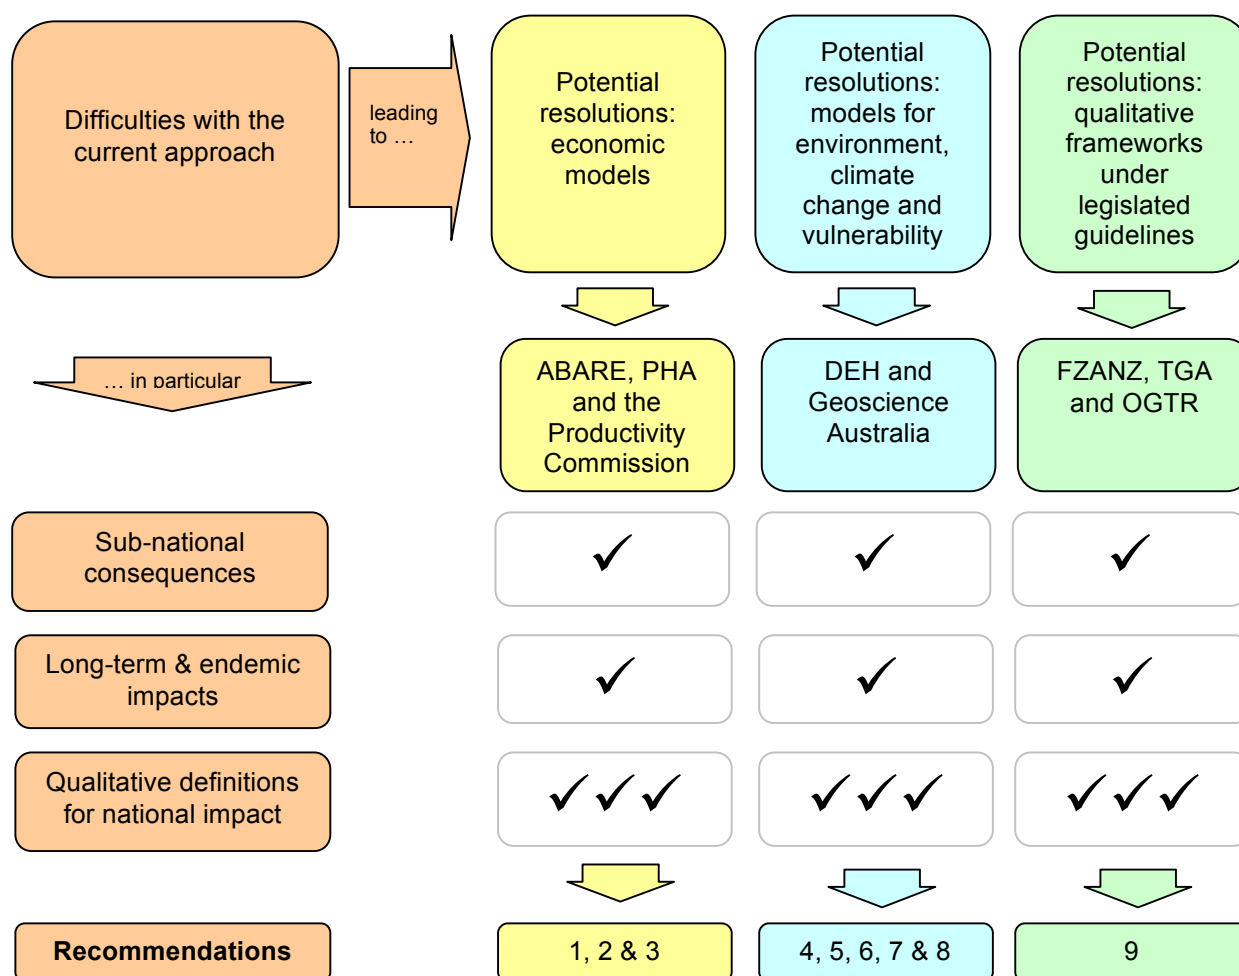 Difficulties with the
current approach
leading
to …
Potential
resolutions:
economic
models
Potential
resolutions:
models for
environment,
climate
change and
vulnerability
Potential
resolutions:
qualitative
frameworks
under
legislated
guidelines
… in particular
ABARE, PHA
and the
Productivity
Commission
DEH and
Geoscience
Australia
FZANZ, TGA
and OGTR
Sub-national
consequences
✓
✓
✓
Long-term & endemic
impacts
✓
✓
✓
Qualitative definitions
for national impact
✓✓✓
✓✓✓
✓✓✓
Recommendations
1, 2 & 3
4, 5, 6, 7 & 8
9